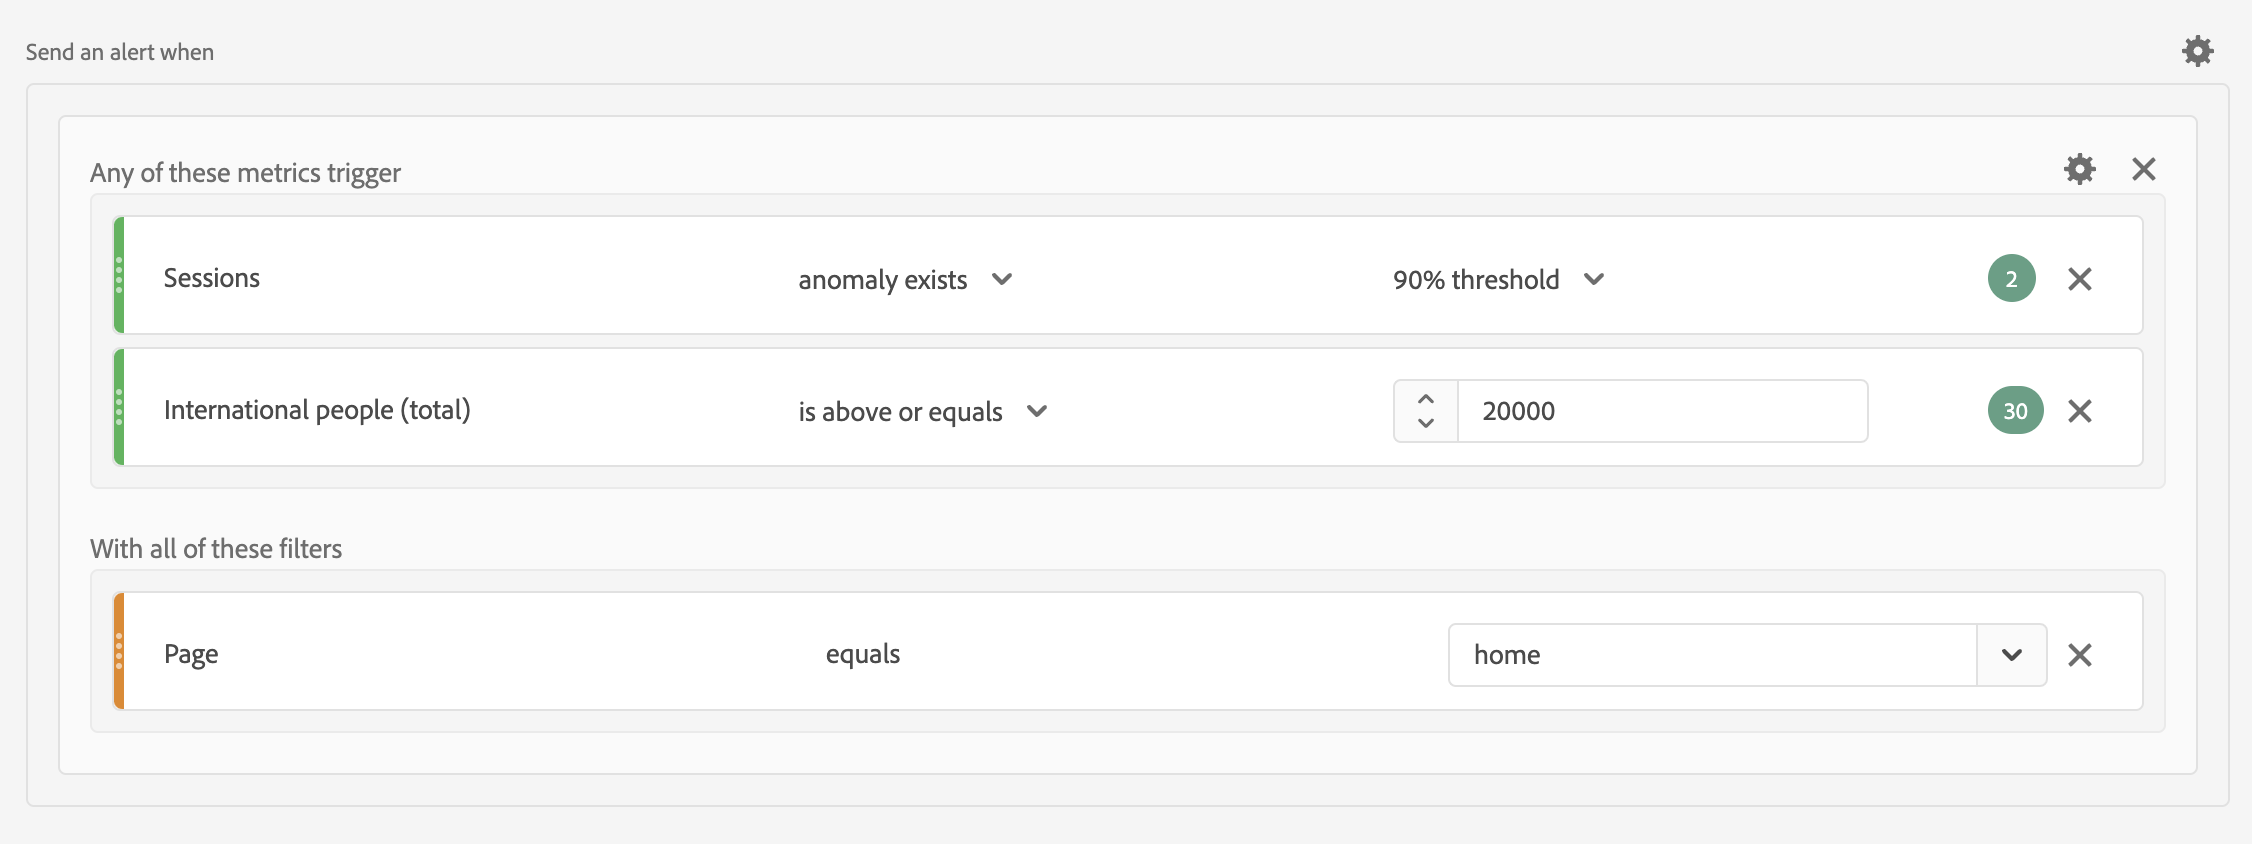 Send an alert when
Any of these metrics trigger
Sessions anomaly exists 90% threshold 2
International people (total) is above or equals 20000 30
With all of these filters
Page equals home